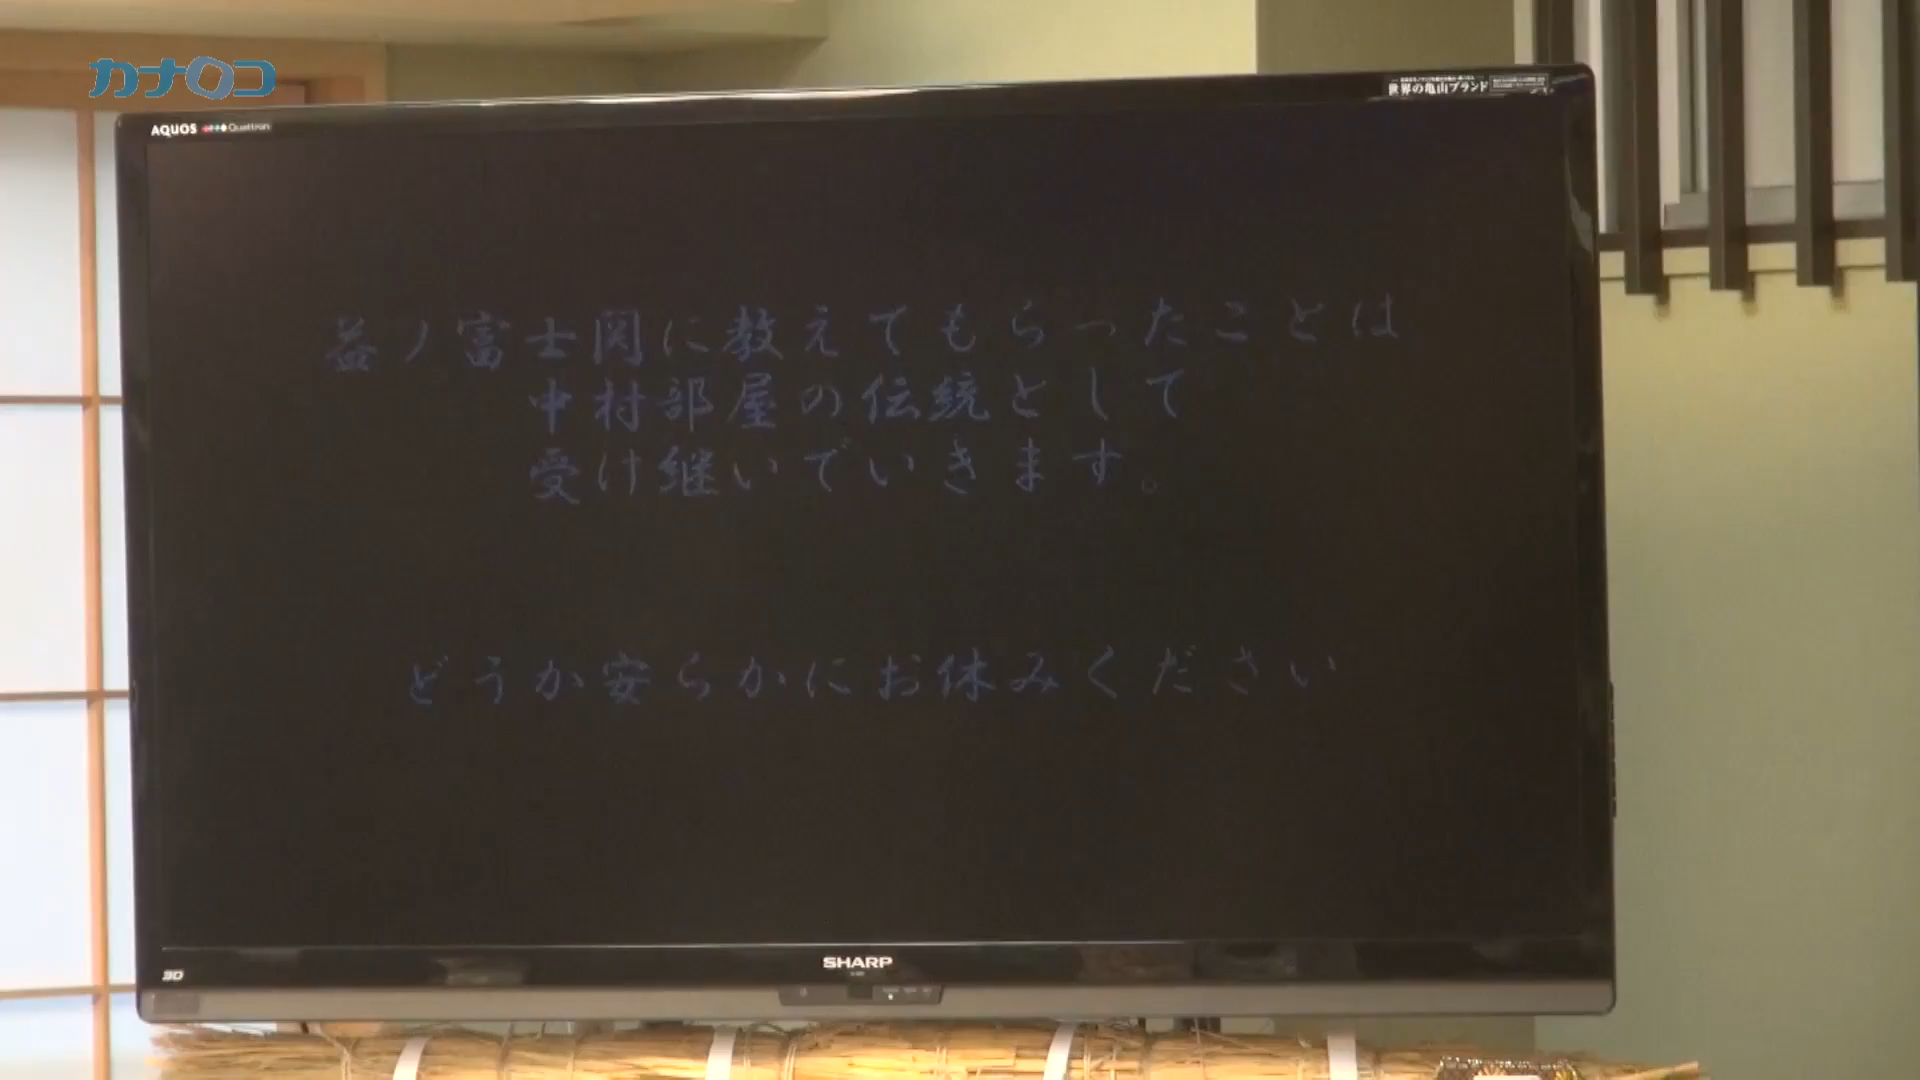 カナロコ
AQUOS Quattron
世界の亀山ブランド
益ノ富士関に教えてもらったことは
中村部屋の伝統として
受け継いでいきます。
どうか安らかにお休みください
3D
SHARP